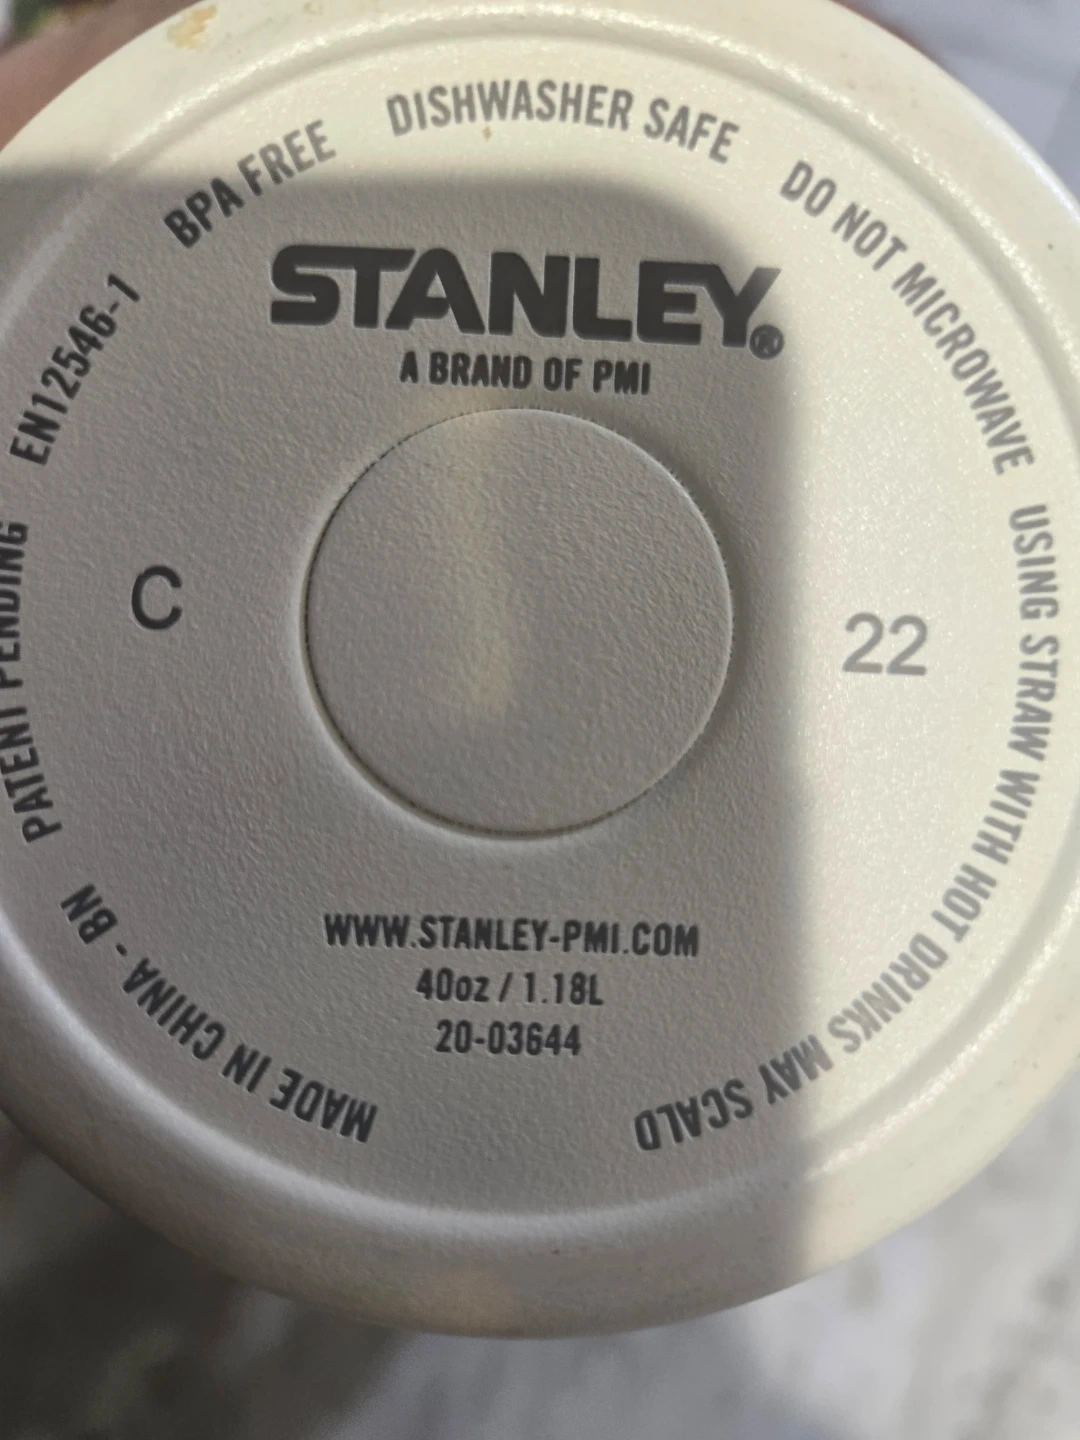 STANLEY®
A BRAND OF PMI
C
22
WWW.STANLEY-PMI.COM
40oz / 1.18L
20-03644
BPA FREE
DISHWASHER SAFE
DO NOT MICROWAVE
USING STRAW WITH HOT DRINKS MAY SCALD
MADE IN CHINA - BN
PATENT PENDING
EN12546-1